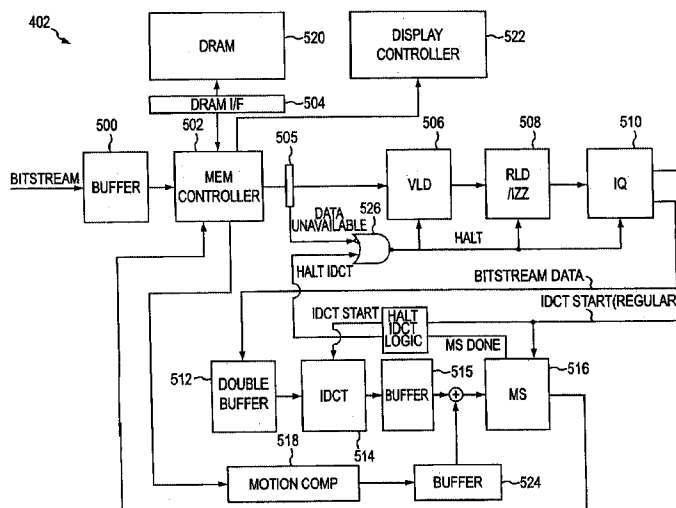 402
DRAM
520
DISPLAY
CONTROLLER
522
DRAM I/F
504
500
502
505
506
508
510
BITSTREAM
BUFFER
MEM
CONTROLLER
VLD
RLD
/IZZ
IQ
DATA
UNAVAILABLE
526
HALT
HALT IDCT
BITSTREAM DATA
IDCT START(REGULAR
IDCT START
HALT
IDCT
LOGIC
MS DONE
512
DOUBLE
BUFFER
IDCT
514
515
BUFFER
MS
516
518
MOTION COMP
BUFFER
524